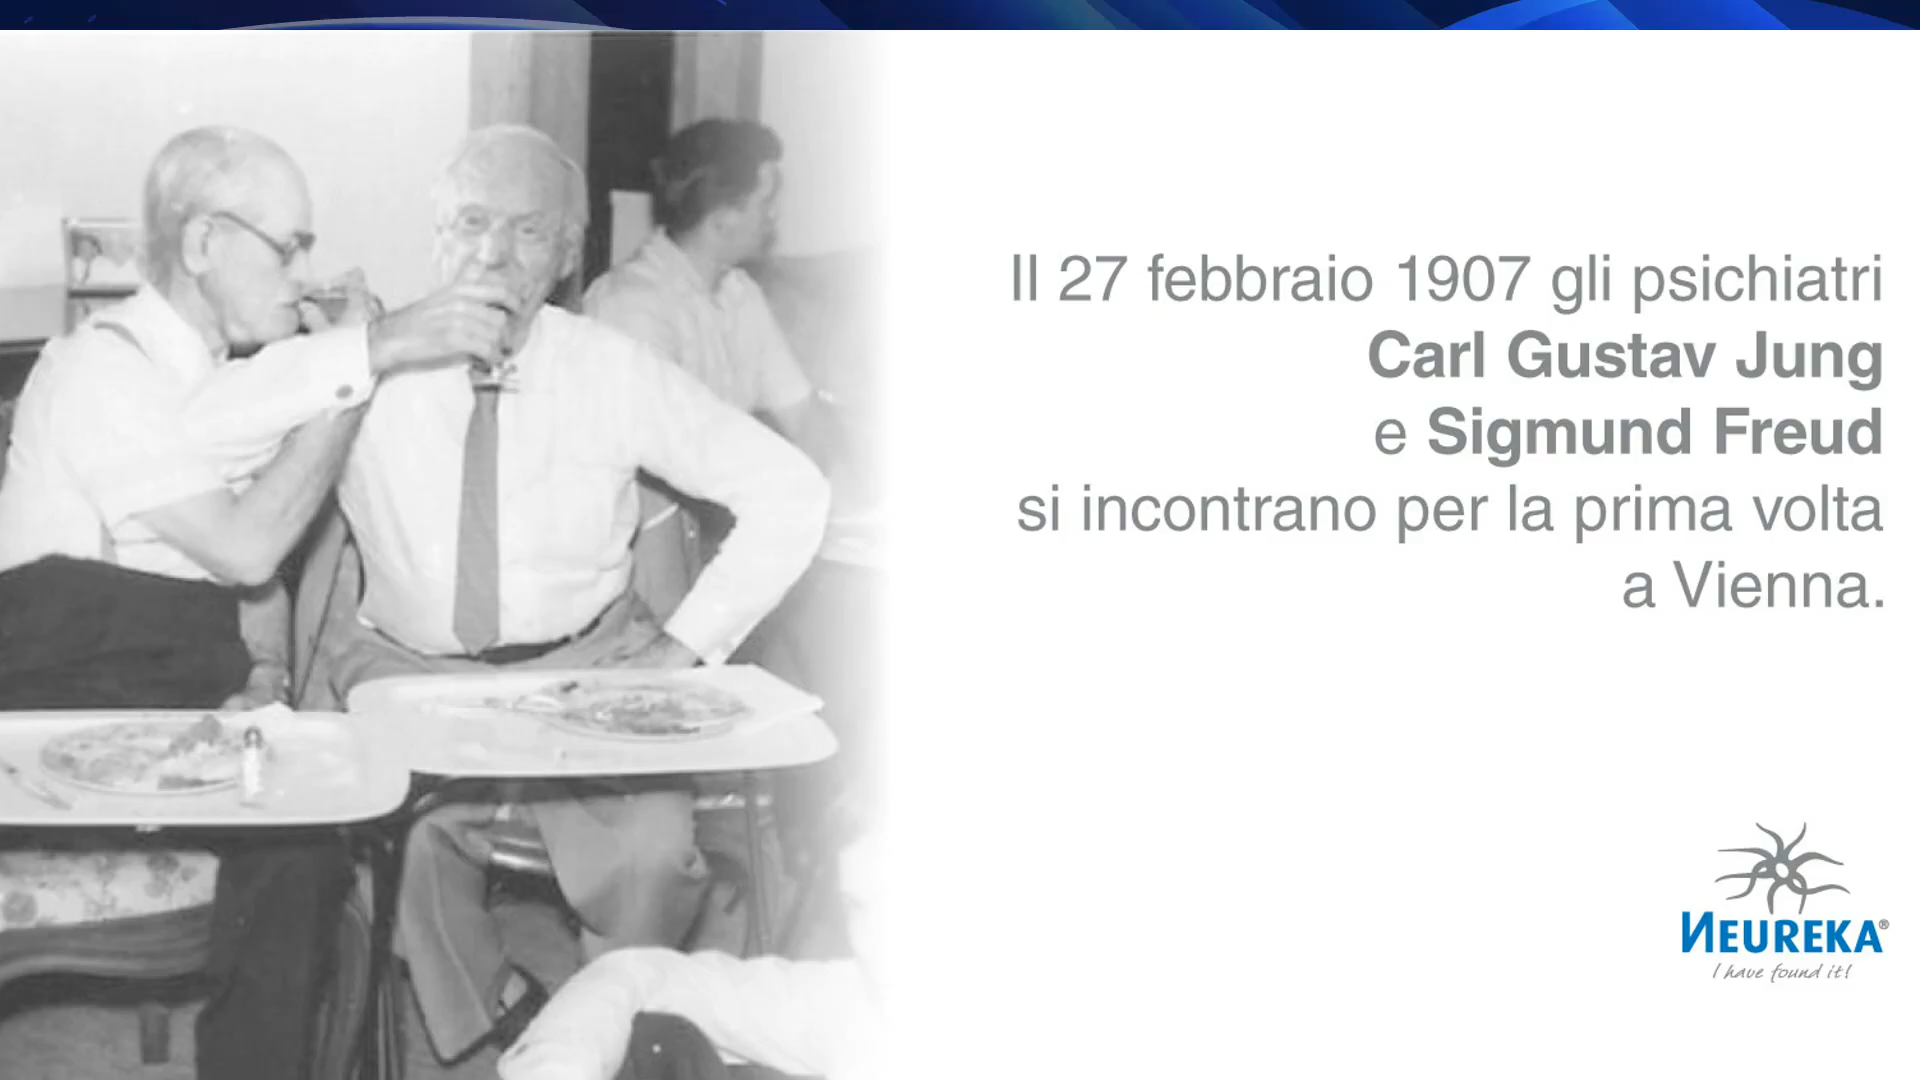 Il 27 febbraio 1907 gli psichiatri
Carl Gustav Jung
e Sigmund Freud
si incontrano per la prima volta
a Vienna.
NEUREKA®
I have found it!